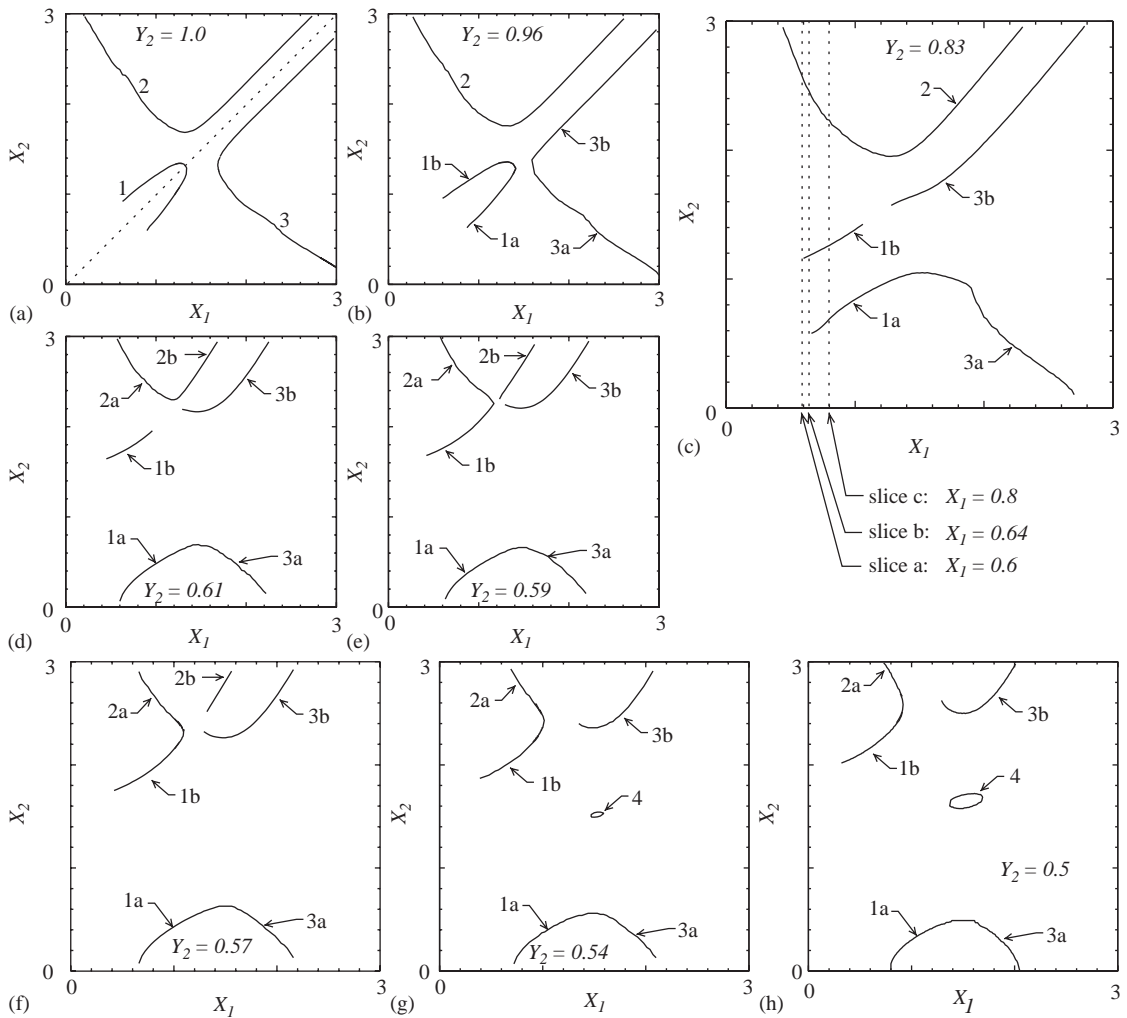 3
Y₂ = 1.0
2
X₂
1
3
0
0
X₁
3
(a)
3
Y₂ = 0.96
2
X₂
3b
1b
1a
3a
0
0
X₁
3
(b)
3
Y₂ = 0.83
2
X₂
3b
1b
1a
3a
0
0
X₁
3
(c)
slice c: X₁ = 0.8
slice b: X₁ = 0.64
slice a: X₁ = 0.6
3
2b
2a
3b
X₂
1b
1a
3a
Y₂ = 0.61
0
0
X₁
3
(d)
3
2b
2a
3b
X₂
1b
1a
3a
Y₂ = 0.59
0
0
X₁
3
(e)
3
2b
2a
3b
X₂
1b
1a
3a
Y₂ = 0.57
0
0
X₁
3
(f)
3
2a
3b
X₂
1b
4
1a
3a
Y₂ = 0.54
0
0
X₁
3
(g)
3
2a
3b
X₂
1b
4
Y₂ = 0.5
1a
3a
0
0
X₁
3
(h)